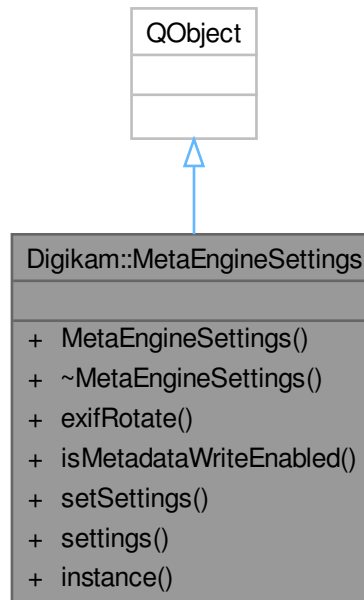 QObject
Digikam::MetaEngineSettings
+ MetaEngineSettings()
+ ~MetaEngineSettings()
+ exifRotate()
+ isMetadataWriteEnabled()
+ setSettings()
+ settings()
+ instance()